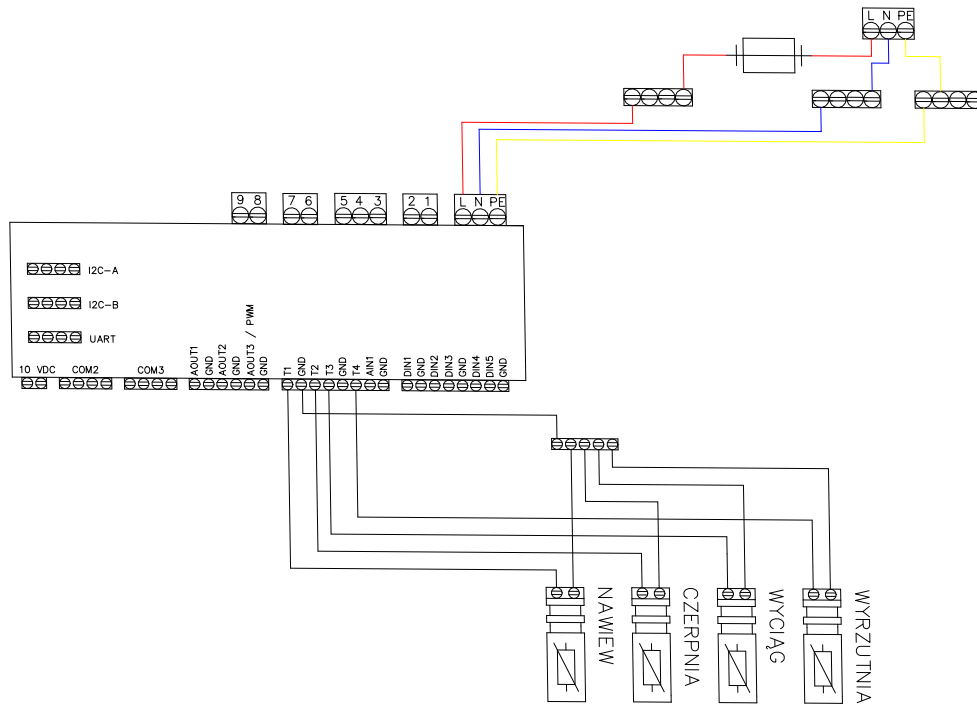 L N PE
9 8 7 6 5 4 3 2 1 L N PE
I2C-A
I2C-B
UART
10 VDC COM2 COM3
AOUT1
GND
AOUT2
GND
AOUT3 / PWM
GND
T1
GND
T2
T3
GND
T4
AIN1
GND
DIN1
GND
DIN2
DIN3
GND
DIN4
DIN5
GND
NAWIEW
CZERPNIA
WYCIĄG
WYRZUTNIA